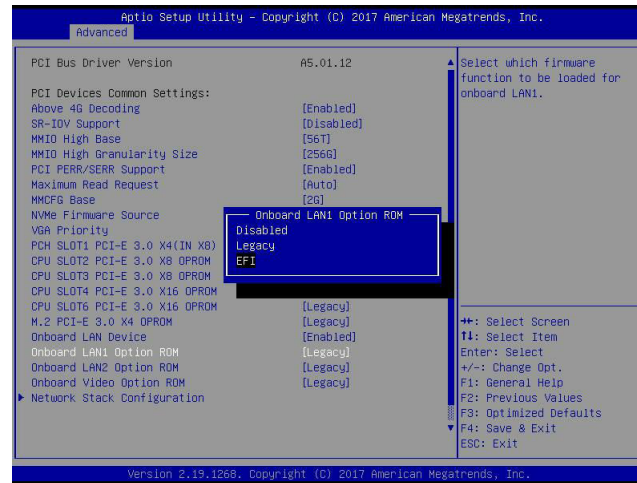 Aptio Setup Utility – Copyright (C) 2017 American Megatrends, Inc.
Advanced
PCI Bus Driver Version A5.01.12
PCI Devices Common Settings:
Above 4G Decoding [Enabled]
SR-IOV Support [Disabled]
MMIO High Base [56T]
MMIO High Granularity Size [256G]
PCI PERR/SERR Support [Enabled]
Maximum Read Request [Auto]
MMCFG Base [2G]
NVMe Firmware Source
VGA Priority
PCH SLOT1 PCI-E 3.0 X4(IN X8)
CPU SLOT2 PCI-E 3.0 X8 OPROM
CPU SLOT3 PCI-E 3.0 X8 OPROM
CPU SLOT4 PCI-E 3.0 X16 OPROM
CPU SLOT6 PCI-E 3.0 X16 OPROM [Legacy]
M.2 PCI-E 3.0 X4 OPROM [Legacy]
Onboard LAN Device [Enabled]
Onboard LAN1 Option ROM [Legacy]
Onboard LAN2 Option ROM [Legacy]
Onboard Video Option ROM [Legacy]
Network Stack Configuration
Onboard LAN1 Option ROM
Disabled
Legacy
EFI
Select which firmware
function to be loaded for
onboard LAN1.
→←: Select Screen
↑↓: Select Item
Enter: Select
+/-: Change Opt.
F1: General Help
F2: Previous Values
F3: Optimized Defaults
F4: Save & Exit
ESC: Exit
Version 2.19.1268. Copyright (C) 2017 American Megatrends, Inc.